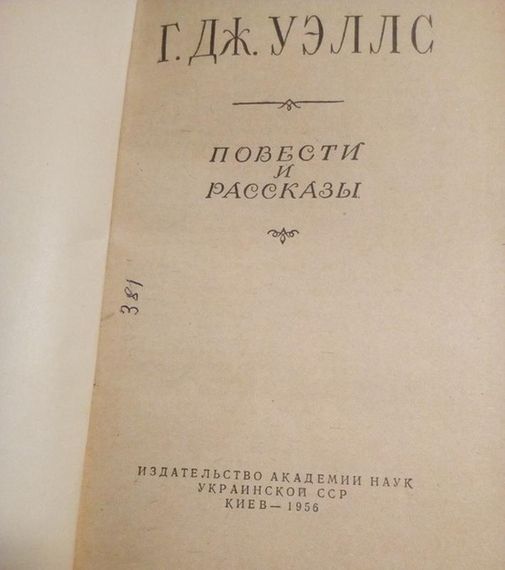 Г. ДЖ. УЭЛЛС
ПОВЕСТИ
И
РАССКАЗЫ
381
ИЗДАТЕЛЬСТВО АКАДЕМИИ НАУК
УКРАИНСКОЙ ССР
КИЕВ — 1956